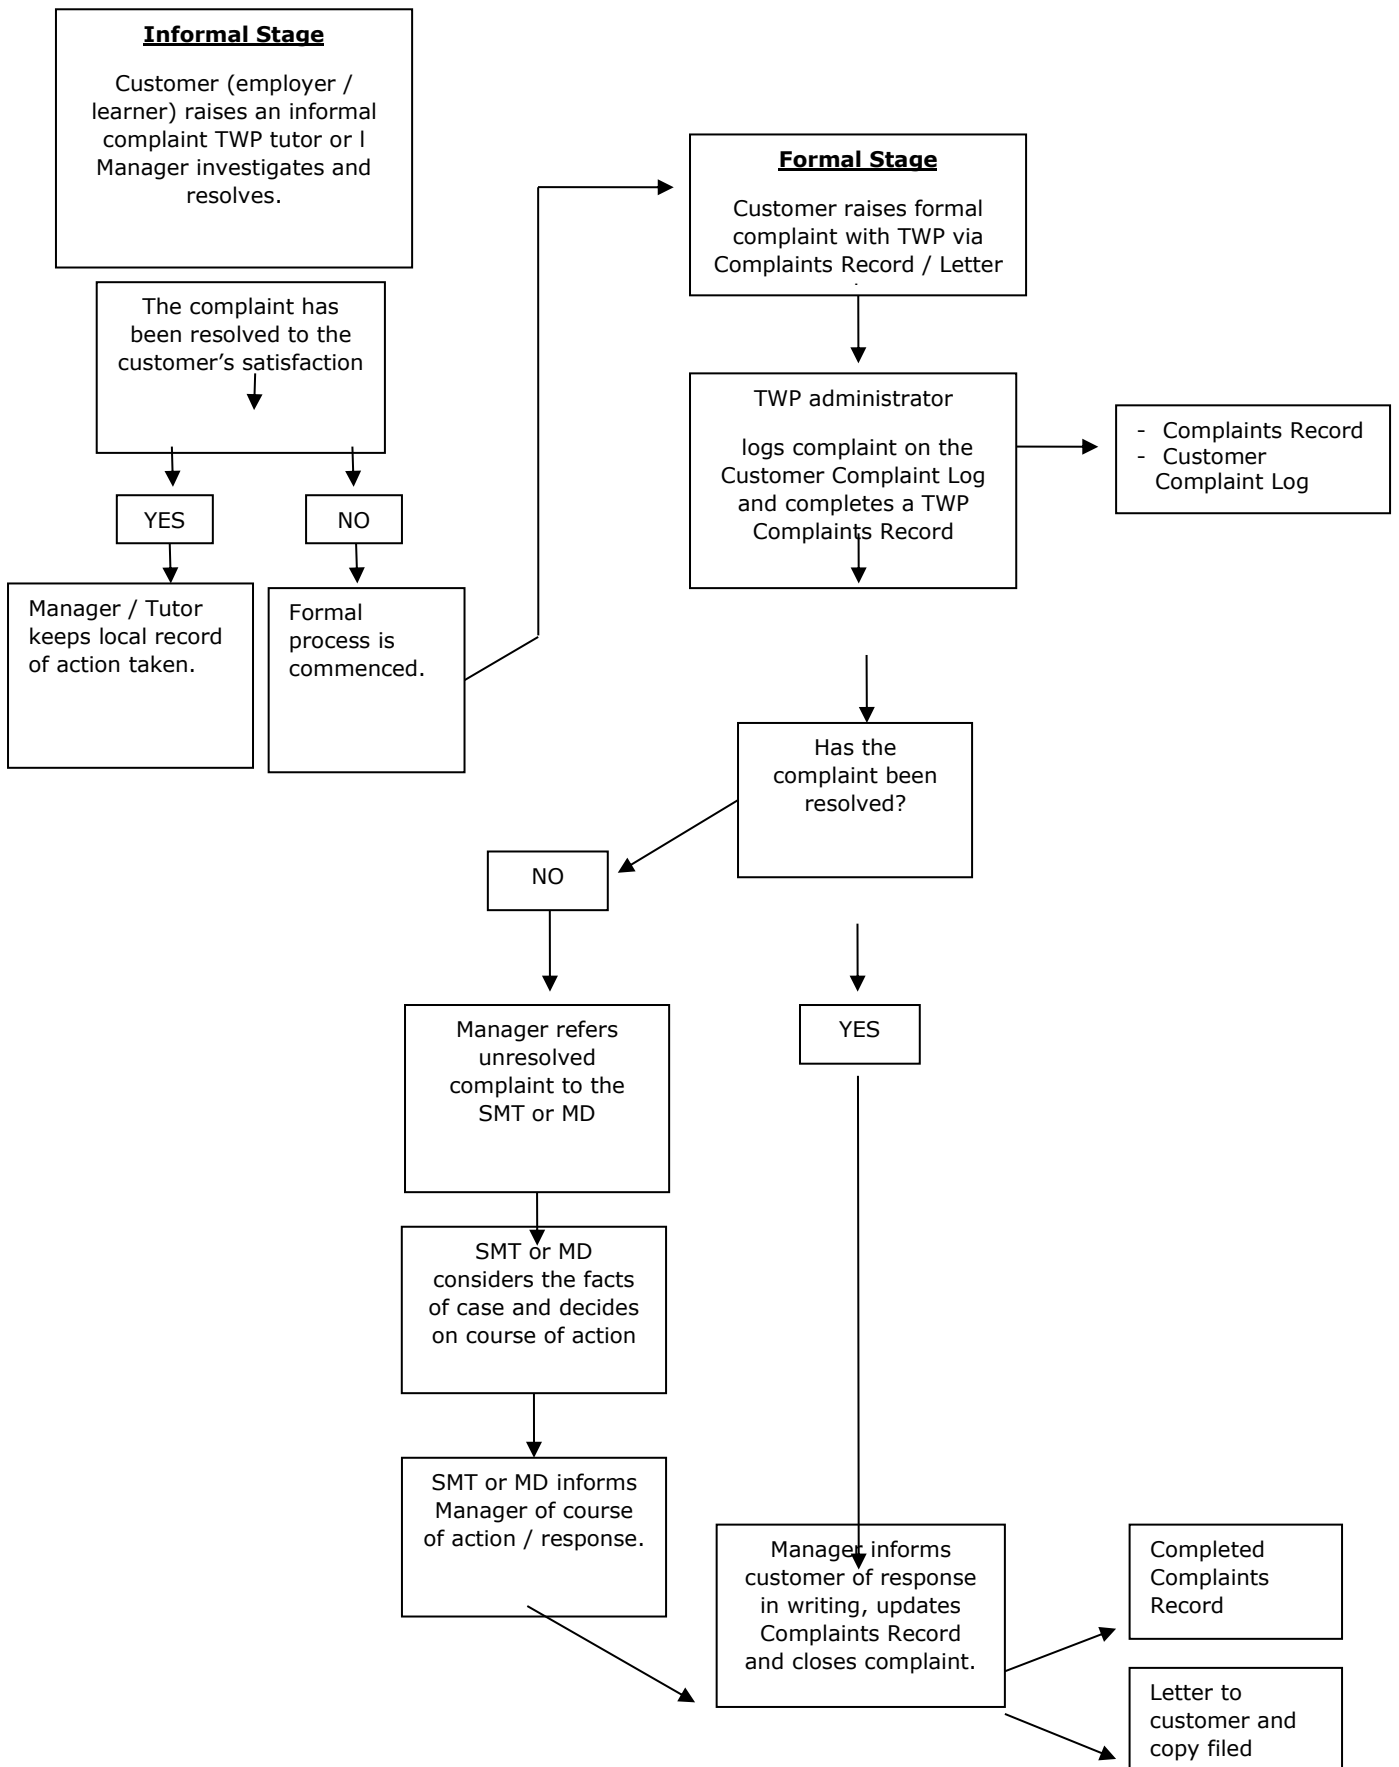 Informal Stage
Customer (employer /
learner) raises an informal
complaint TWP tutor or l
Manager investigates and
resolves.
The complaint has
been resolved to the
customer’s satisfaction
YES
NO
Manager / Tutor
keeps local record
of action taken.
Formal
process is
commenced.
Formal Stage
Customer raises formal
complaint with TWP via
Complaints Record / Letter
.
TWP administrator
logs complaint on the
Customer Complaint Log
and completes a TWP
Complaints Record
- Complaints Record
- Customer
Complaint Log
Has the
complaint been
resolved?
NO
YES
Manager refers
unresolved
complaint to the
SMT or MD
SMT or MD
considers the facts
of case and decides
on course of action
SMT or MD informs
Manager of course
of action / response.
Manager informs
customer of response
in writing, updates
Complaints Record
and closes complaint.
Completed
Complaints
Record
Letter to
customer and
copy filed